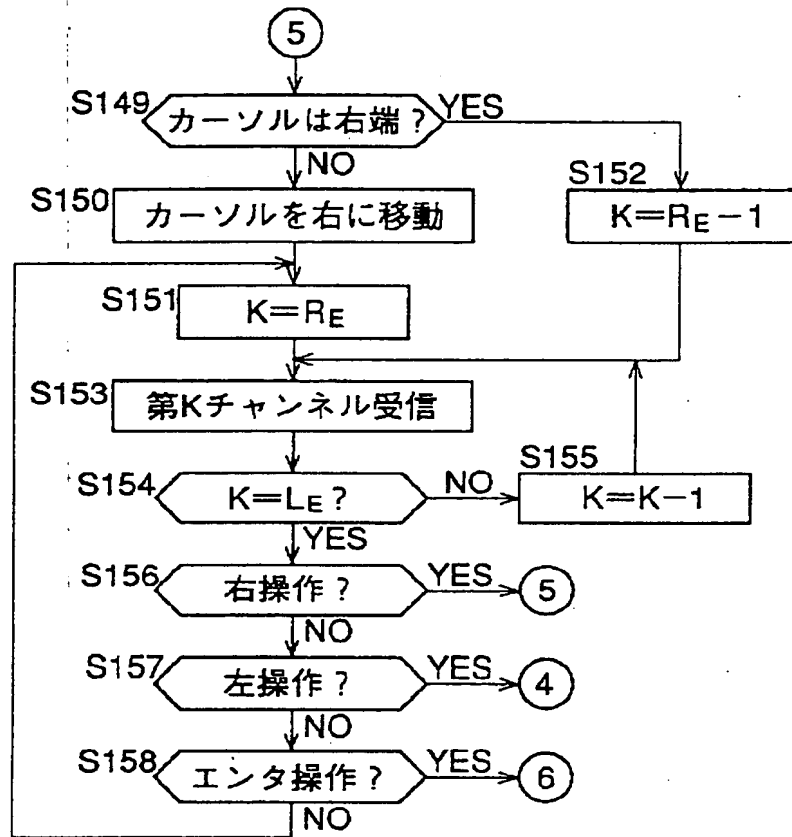 5
S149
カーソルは右端?
YES
NO
S150
カーソルを右に移動
S152
K=RE-1
S151
K=RE
S153
第Kチャンネル受信
S154
K=LE?
NO
S155
K=K-1
YES
S156
右操作?
YES
5
NO
S157
左操作?
YES
4
NO
S158
エンタ操作?
YES
6
NO